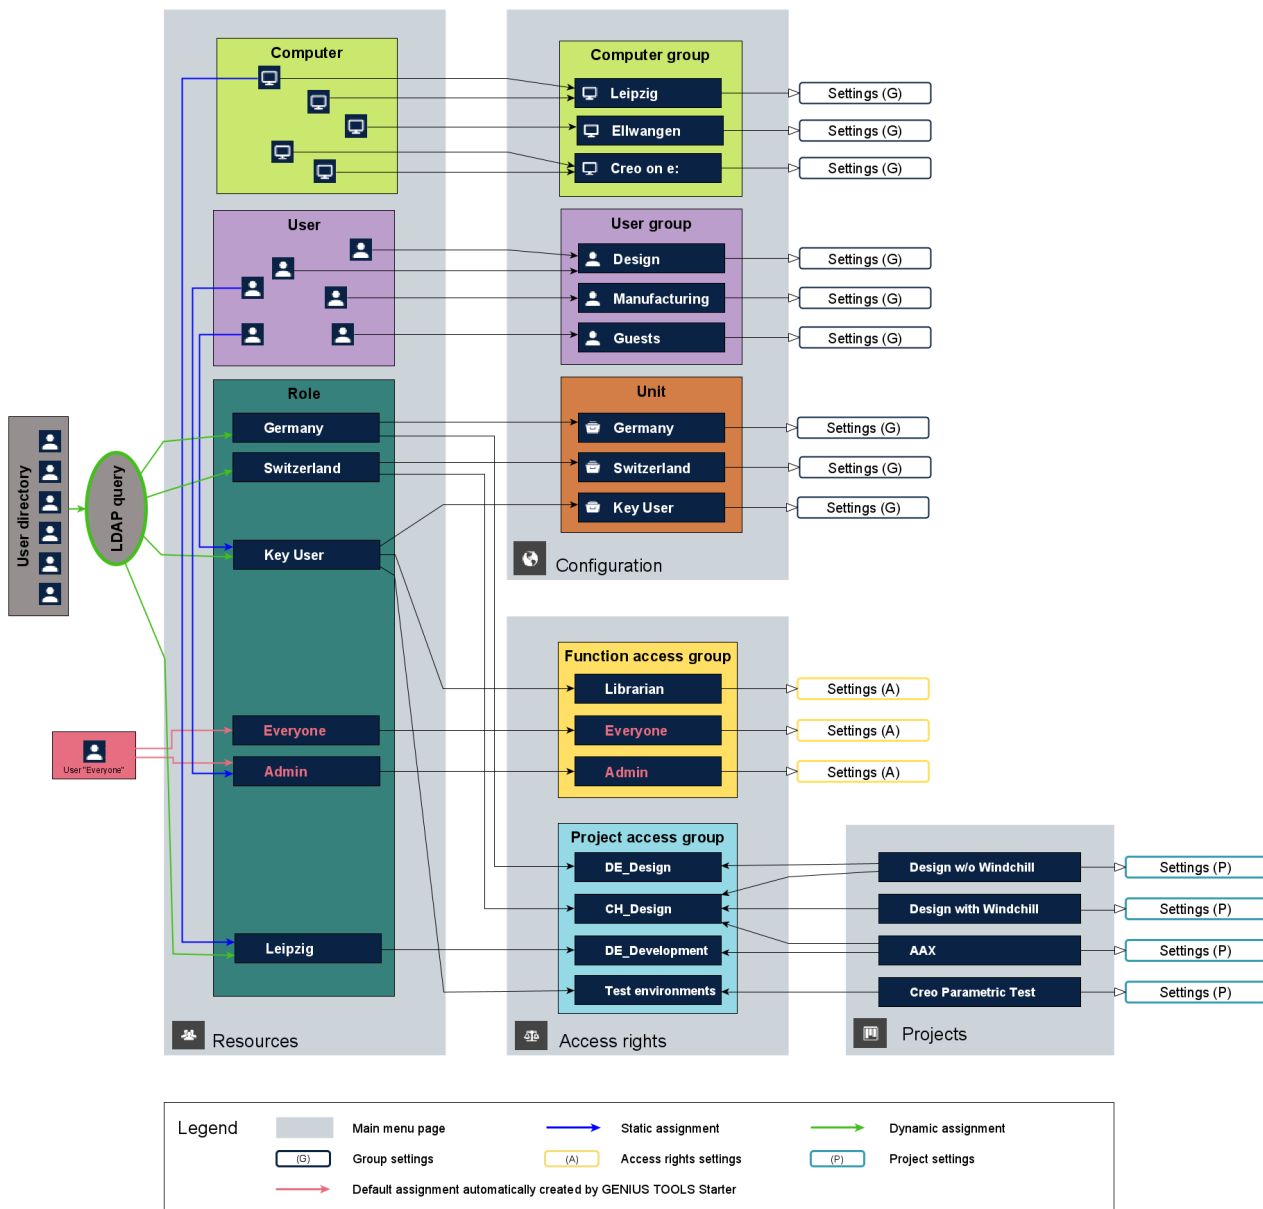 Computer
Computer group
Leipzig
Settings (G)
Ellwangen
Settings (G)
Creo on e:
Settings (G)
User
User group
Design
Settings (G)
Manufacturing
Settings (G)
Guests
Settings (G)
Role
Unit
Germany
Germany
Settings (G)
Switzerland
Switzerland
Settings (G)
Key User
Settings (G)
User directory
LDAP query
Key User
Configuration
Function access group
Librarian
Settings (A)
Everyone
Everyone
Settings (A)
User "Everyone"
Admin
Admin
Settings (A)
Project access group
DE_Design
Design w/o Windchill
Settings (P)
CH_Design
Design with Windchill
Settings (P)
Leipzig
DE_Development
AAX
Settings (P)
Test environments
Creo Parametric Test
Settings (P)
Resources
Access rights
Projects
Legend
Main menu page
Static assignment
Dynamic assignment
(G)
Group settings
(A)
Access rights settings
(P)
Project settings
Default assignment automatically created by GENIUS TOOLS Starter